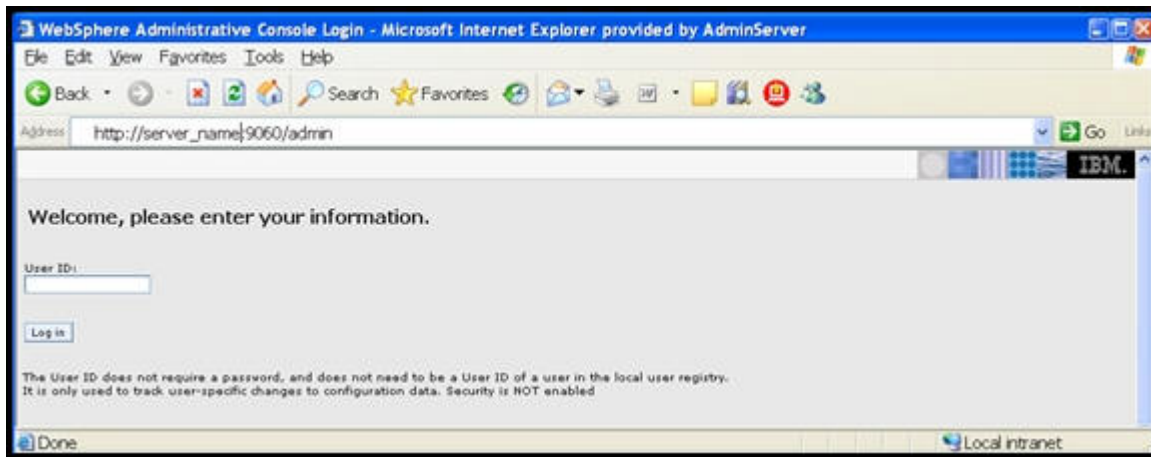 WebSphere Administrative Console Login - Microsoft Internet Explorer provided by AdminServer
File Edit View Favorites Tools Help
Back Search Favorites
Address http://server_name:9060/admin Go Links
IBM.
Welcome, please enter your information.
User ID:
Log in
The User ID does not require a password, and does not need to be a User ID of a user in the local user registry.
It is only used to track user-specific changes to configuration data. Security is NOT enabled
Done Local intranet